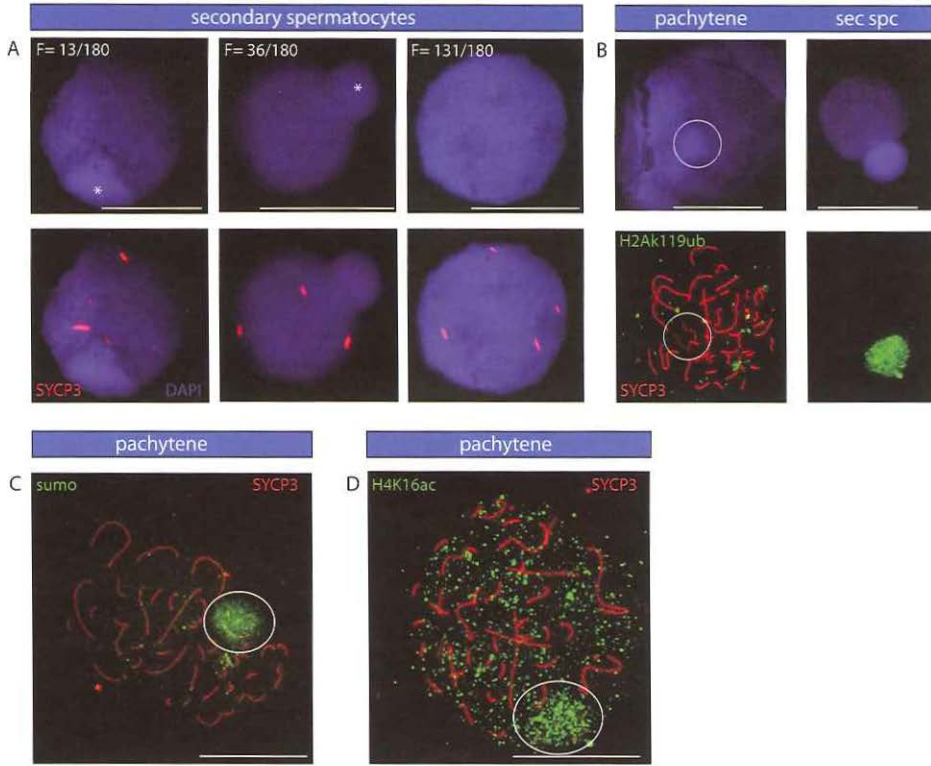 secondary spermatocytes
pachytene
sec spc
A
F= 13/180
F= 36/180
F= 131/180
B
*
*
H2Ak119ub
SYCP3
DAPI
SYCP3
pachytene
pachytene
C
sumo
SYCP3
D
H4K16ac
SYCP3